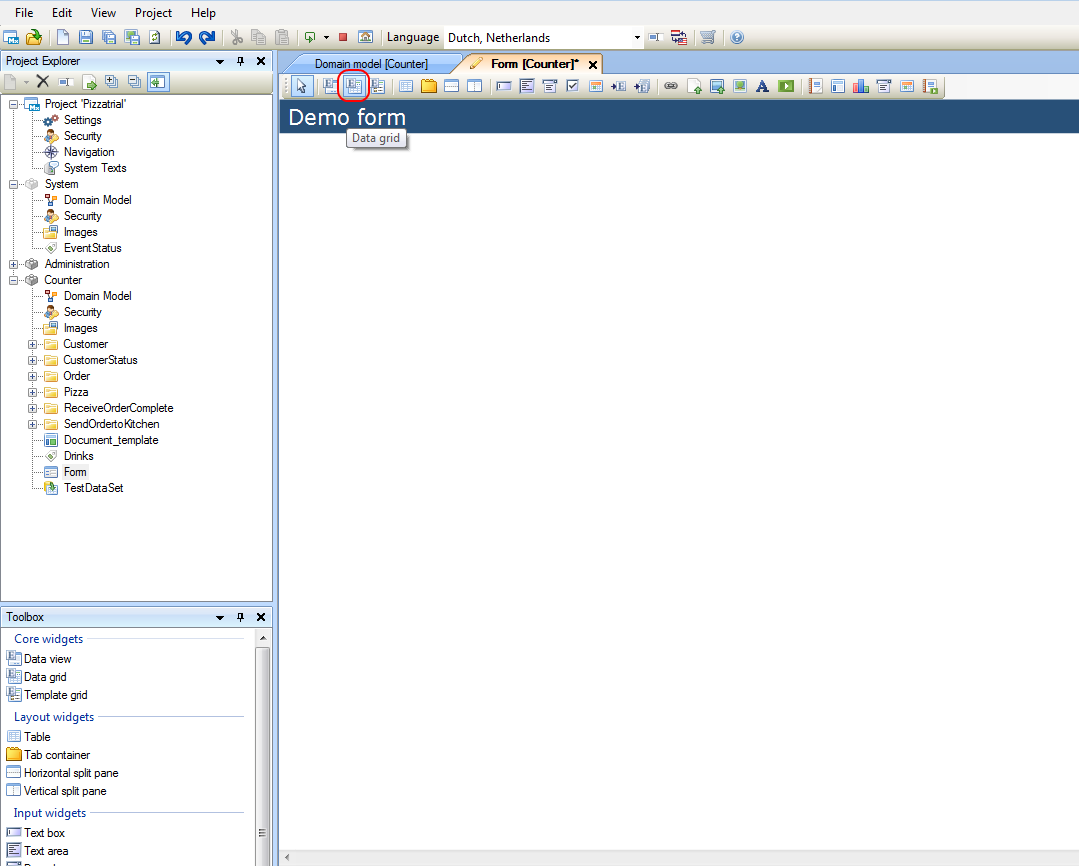 File Edit View Project Help
Language Dutch, Netherlands
Project Explorer
Domain model [Counter] Form [Counter]*
Project 'Pizzatrial'
Settings
Security
Navigation
System Texts
System
Domain Model
Security
Images
EventStatus
Administration
Counter
Domain Model
Security
Images
Customer
CustomerStatus
Order
Pizza
ReceiveOrderComplete
SendOrdertoKitchen
Document_template
Drinks
Form
TestDataSet
Demo form
Data grid
Toolbox
Core widgets
Data view
Data grid
Template grid
Layout widgets
Table
Tab container
Horizontal split pane
Vertical split pane
Input widgets
Text box
Text area